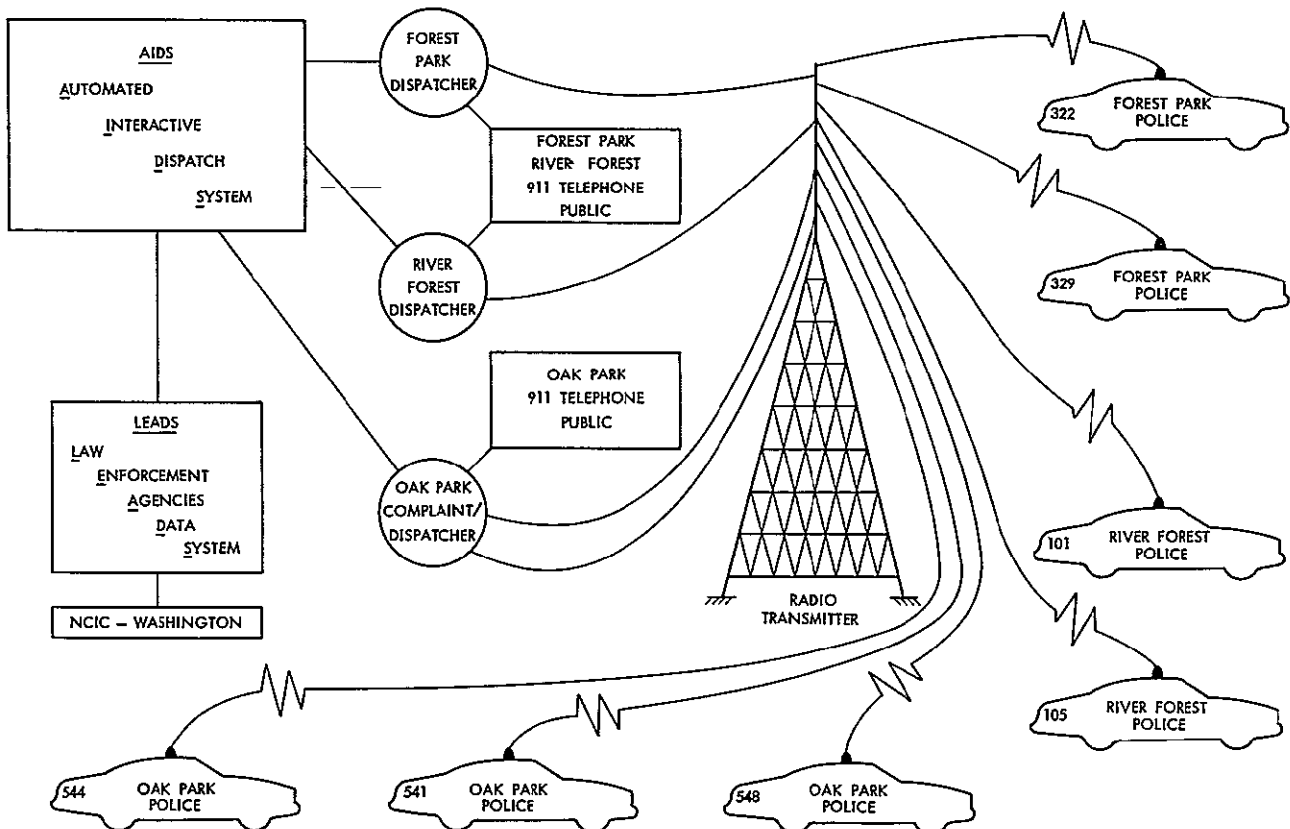 AIDS
AUTOMATED
INTERACTIVE
DISPATCH
SYSTEM
FOREST
PARK
DISPATCHER
FOREST PARK
RIVER FOREST
911 TELEPHONE
PUBLIC
RIVER
FOREST
DISPATCHER
OAK PARK
911 TELEPHONE
PUBLIC
OAK PARK
COMPLAINT/
DISPATCHER
LEADS
LAW
ENFORCEMENT
AGENCIES
DATA
SYSTEM
NCIC – WASHINGTON
RADIO
TRANSMITTER
322
FOREST PARK
POLICE
329
FOREST PARK
POLICE
101
RIVER FOREST
POLICE
105
RIVER FOREST
POLICE
544
OAK PARK
POLICE
541
OAK PARK
POLICE
548
OAK PARK
POLICE